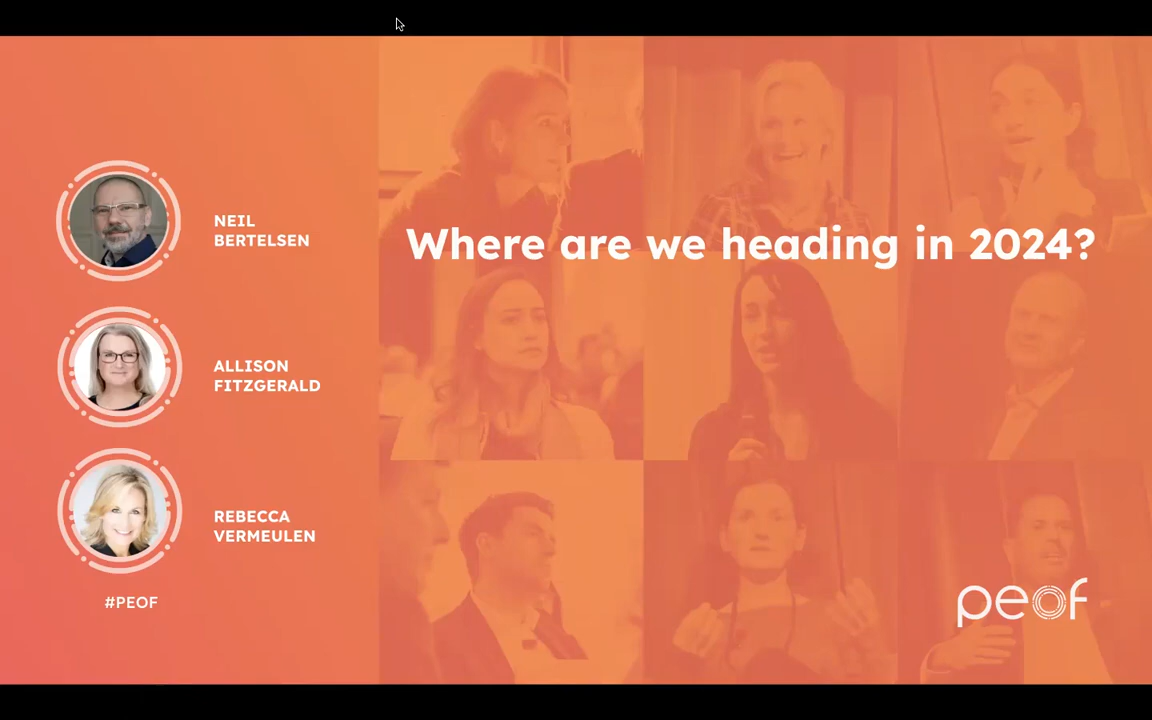 NEIL
BERTELSEN
ALLISON
FITZGERALD
REBECCA
VERMEULEN
#PEOF
Where are we heading in 2024?
peof